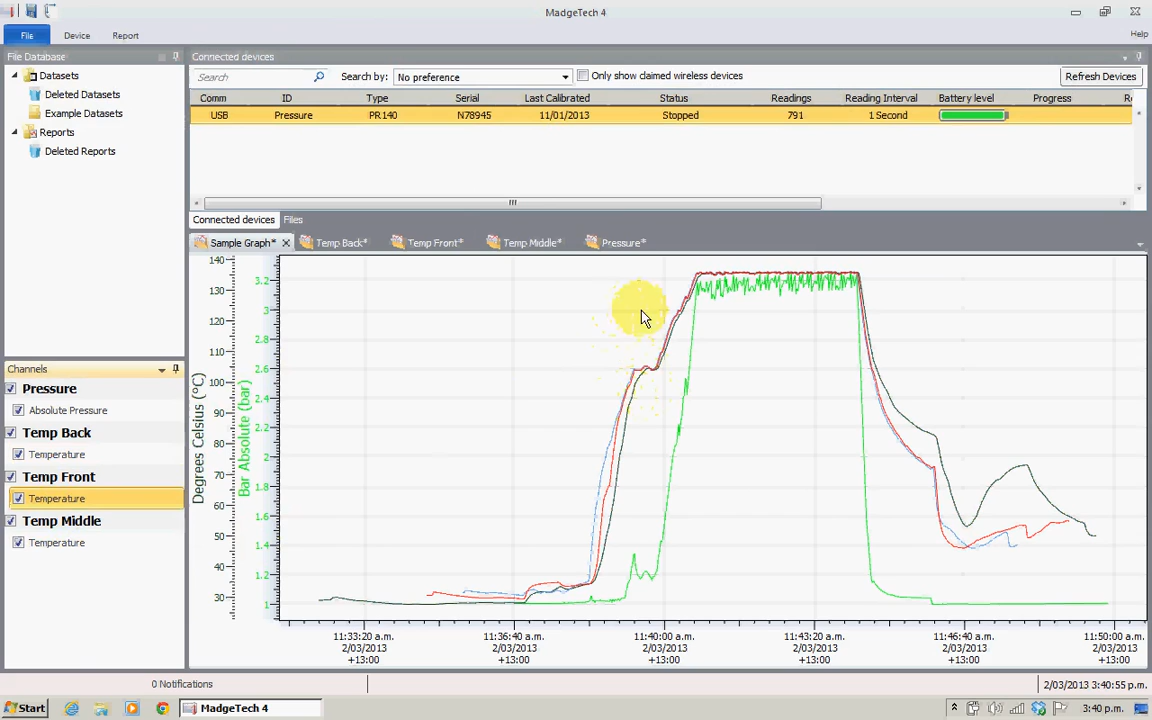 MadgeTech 4
File Device Report Help
File Database
Datasets
Deleted Datasets
Example Datasets
Reports
Deleted Reports
Connected devices
Search Search by: No preference Only show claimed wireless devices Refresh Devices
Comm ID Type Serial Last Calibrated Status Readings Reading Interval Battery level Progress
USB Pressure PR140 N78945 11/01/2013 Stopped 791 1 Second
Connected devices Files
Sample Graph* Temp Back* Temp Front* Temp Middle* Pressure*
Channels
Pressure
Absolute Pressure
Temp Back
Temperature
Temp Front
Temperature
Temp Middle
Temperature
Degrees Celsius (°C)
140
130
120
110
100
90
80
70
60
50
40
30
Bar Absolute (bar)
3.2
3
2.8
2.6
2.4
2.2
2
1.8
1.6
1.4
1.2
1
11:33:20 a.m. 11:36:40 a.m. 11:40:00 a.m. 11:43:20 a.m. 11:46:40 a.m. 11:50:00 a.m.
2/03/2013 2/03/2013 2/03/2013 2/03/2013 2/03/2013 2/03/2013
+13:00 +13:00 +13:00 +13:00 +13:00 +13:00
0 Notifications 2/03/2013 3:40:55 p.m.
Start MadgeTech 4 3:40 p.m.